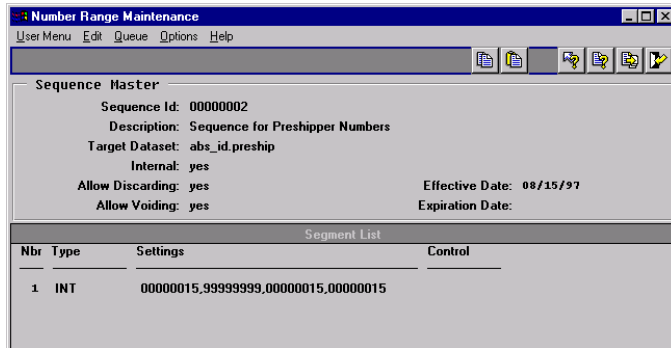 Number Range Maintenance
User Menu Edit Queue Options Help
Sequence Master
Sequence Id: 00000002
Description: Sequence for Preshipper Numbers
Target Dataset: abs_id.preship
Internal: yes
Allow Discarding: yes Effective Date: 08/15/97
Allow Voiding: yes Expiration Date:
Segment List
Nbr Type Settings Control
1 INT 00000015,99999999,00000015,00000015